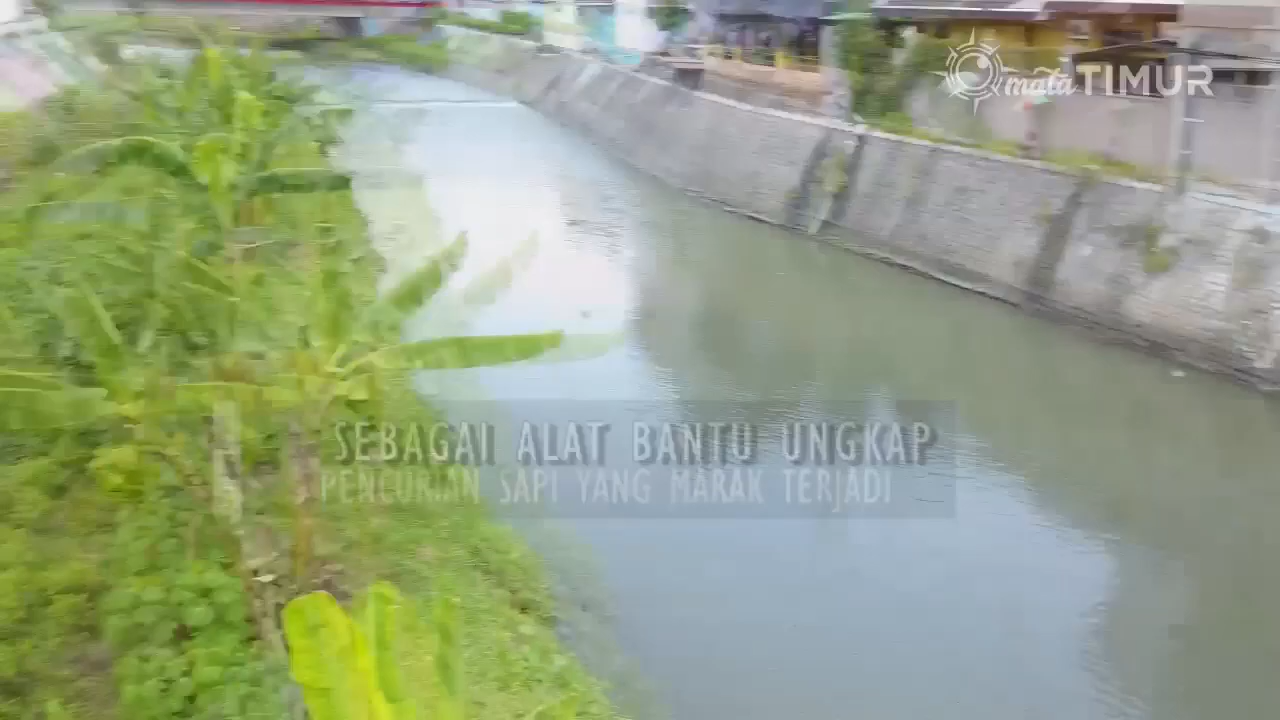 mata TIMUR
SEBAGAI ALAT BANTU UNGKAP
PENCURIAN SAPI YANG MARAK TERJADI